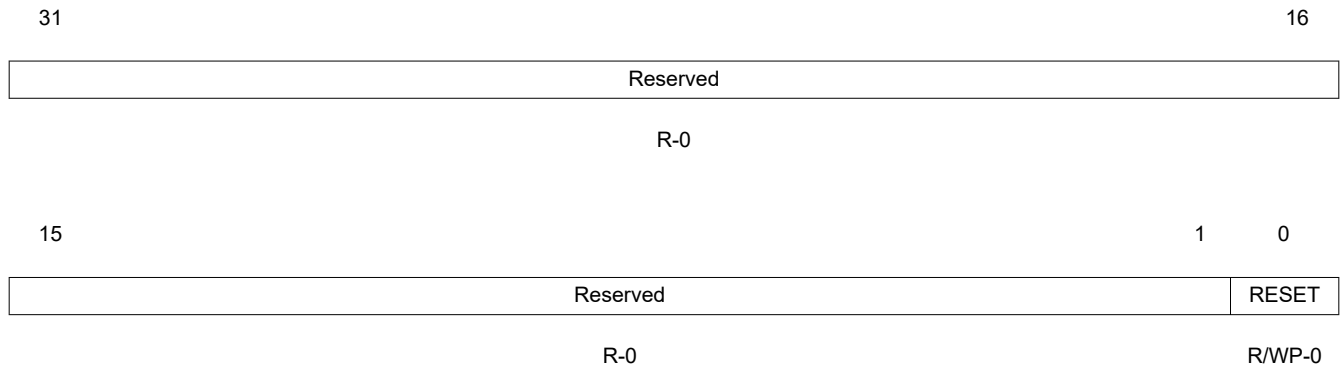 31 16
Reserved
R-0
15 1 0
Reserved RESET
R-0 R/WP-0